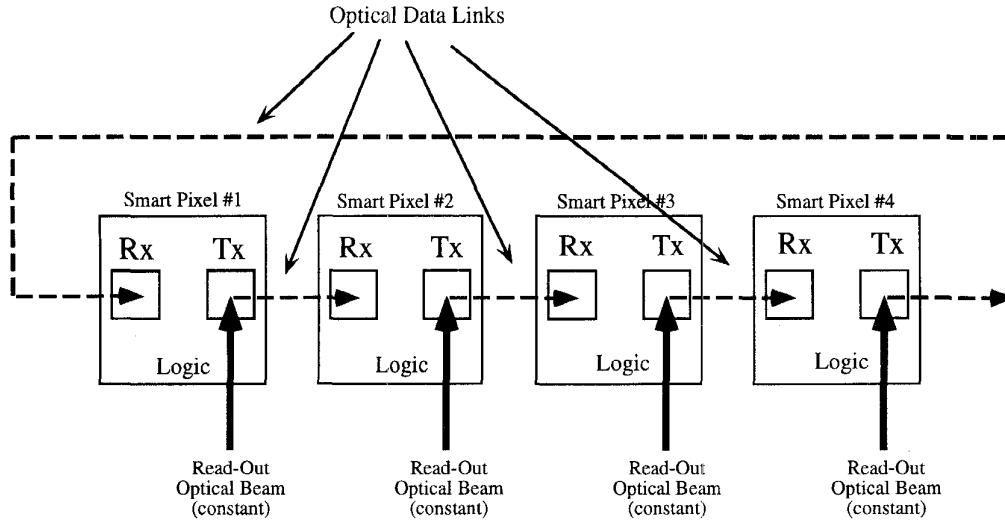 Optical Data Links
Smart Pixel #1
Smart Pixel #2
Smart Pixel #3
Smart Pixel #4
Rx Tx
Rx Tx
Rx Tx
Rx Tx
Logic
Logic
Logic
Logic
Read-Out
Optical Beam
(constant)
Read-Out
Optical Beam
(constant)
Read-Out
Optical Beam
(constant)
Read-Out
Optical Beam
(constant)